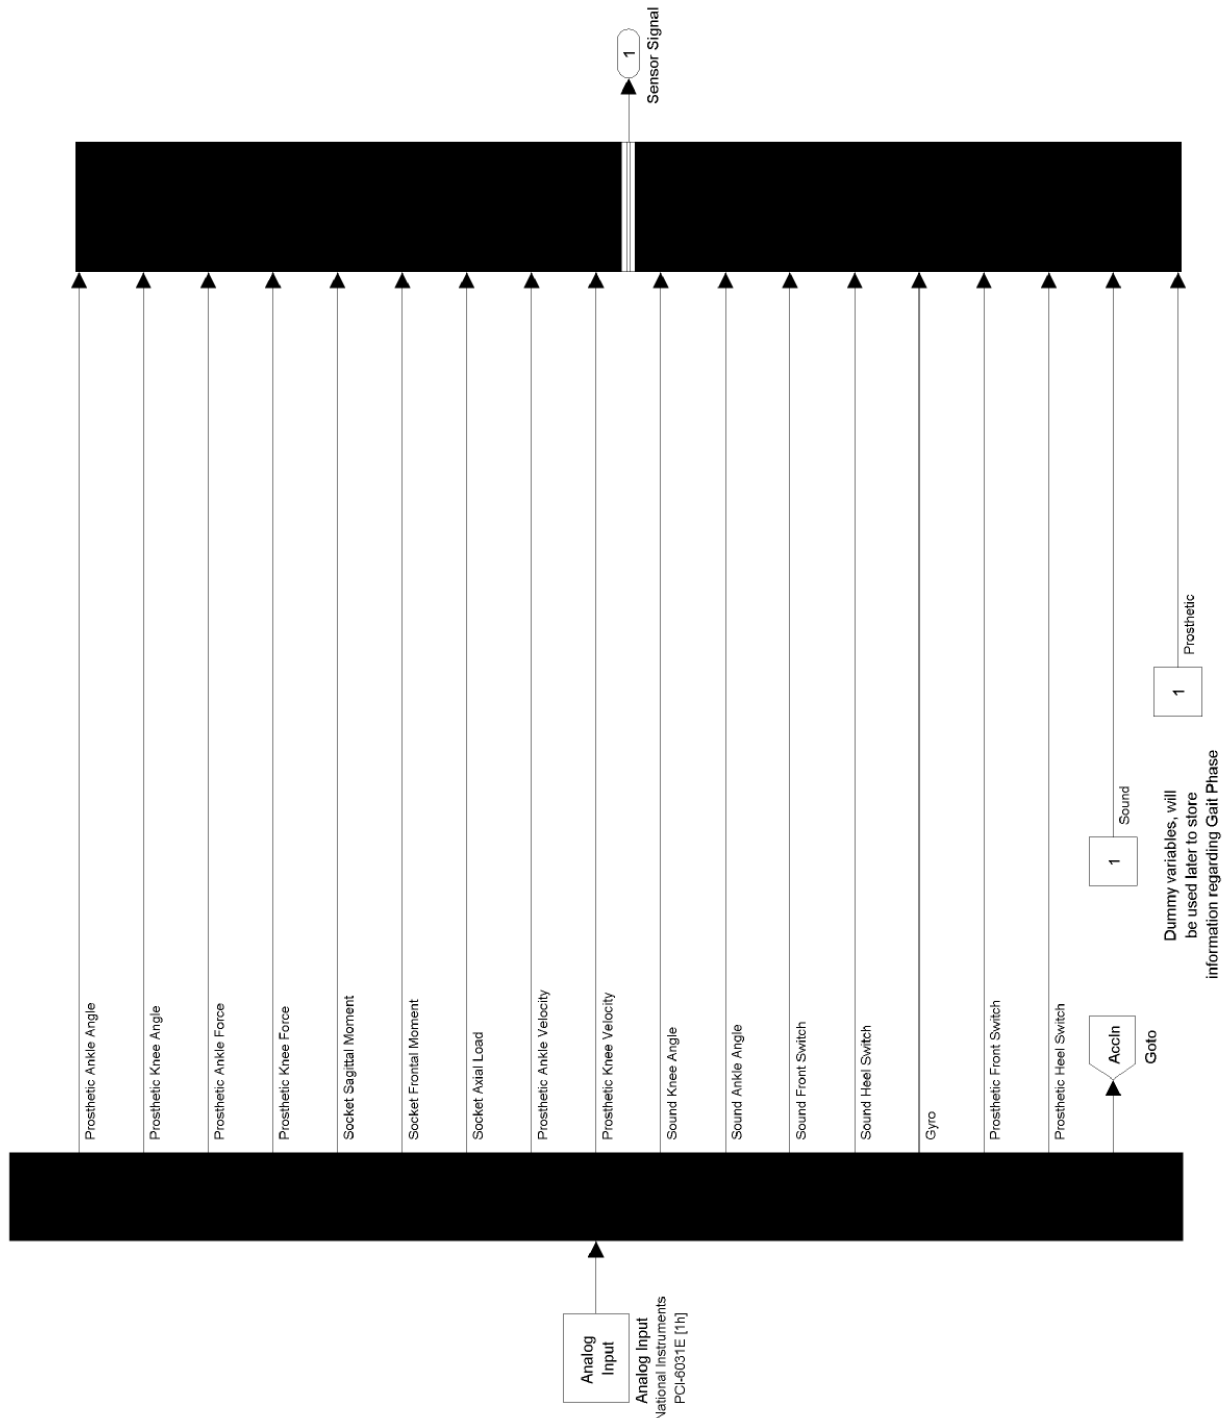 Analog
Input
Analog Input
National Instruments
PCI-6031E [1h]
Prosthetic Ankle Angle
Prosthetic Knee Angle
Prosthetic Ankle Force
Prosthetic Knee Force
Socket Sagittal Moment
Socket Frontal Moment
Socket Axial Load
Prosthetic Ankle Velocity
Prosthetic Knee Velocity
Sound Knee Angle
Sound Ankle Angle
Sound Front Switch
Sound Heel Switch
Gyro
Prosthetic Front Switch
Prosthetic Heel Switch
AccIn
Goto
1
Sound
1
Prosthetic
Dummy variables, will
be used later to store
information regarding Gait Phase
1
Sensor Signal